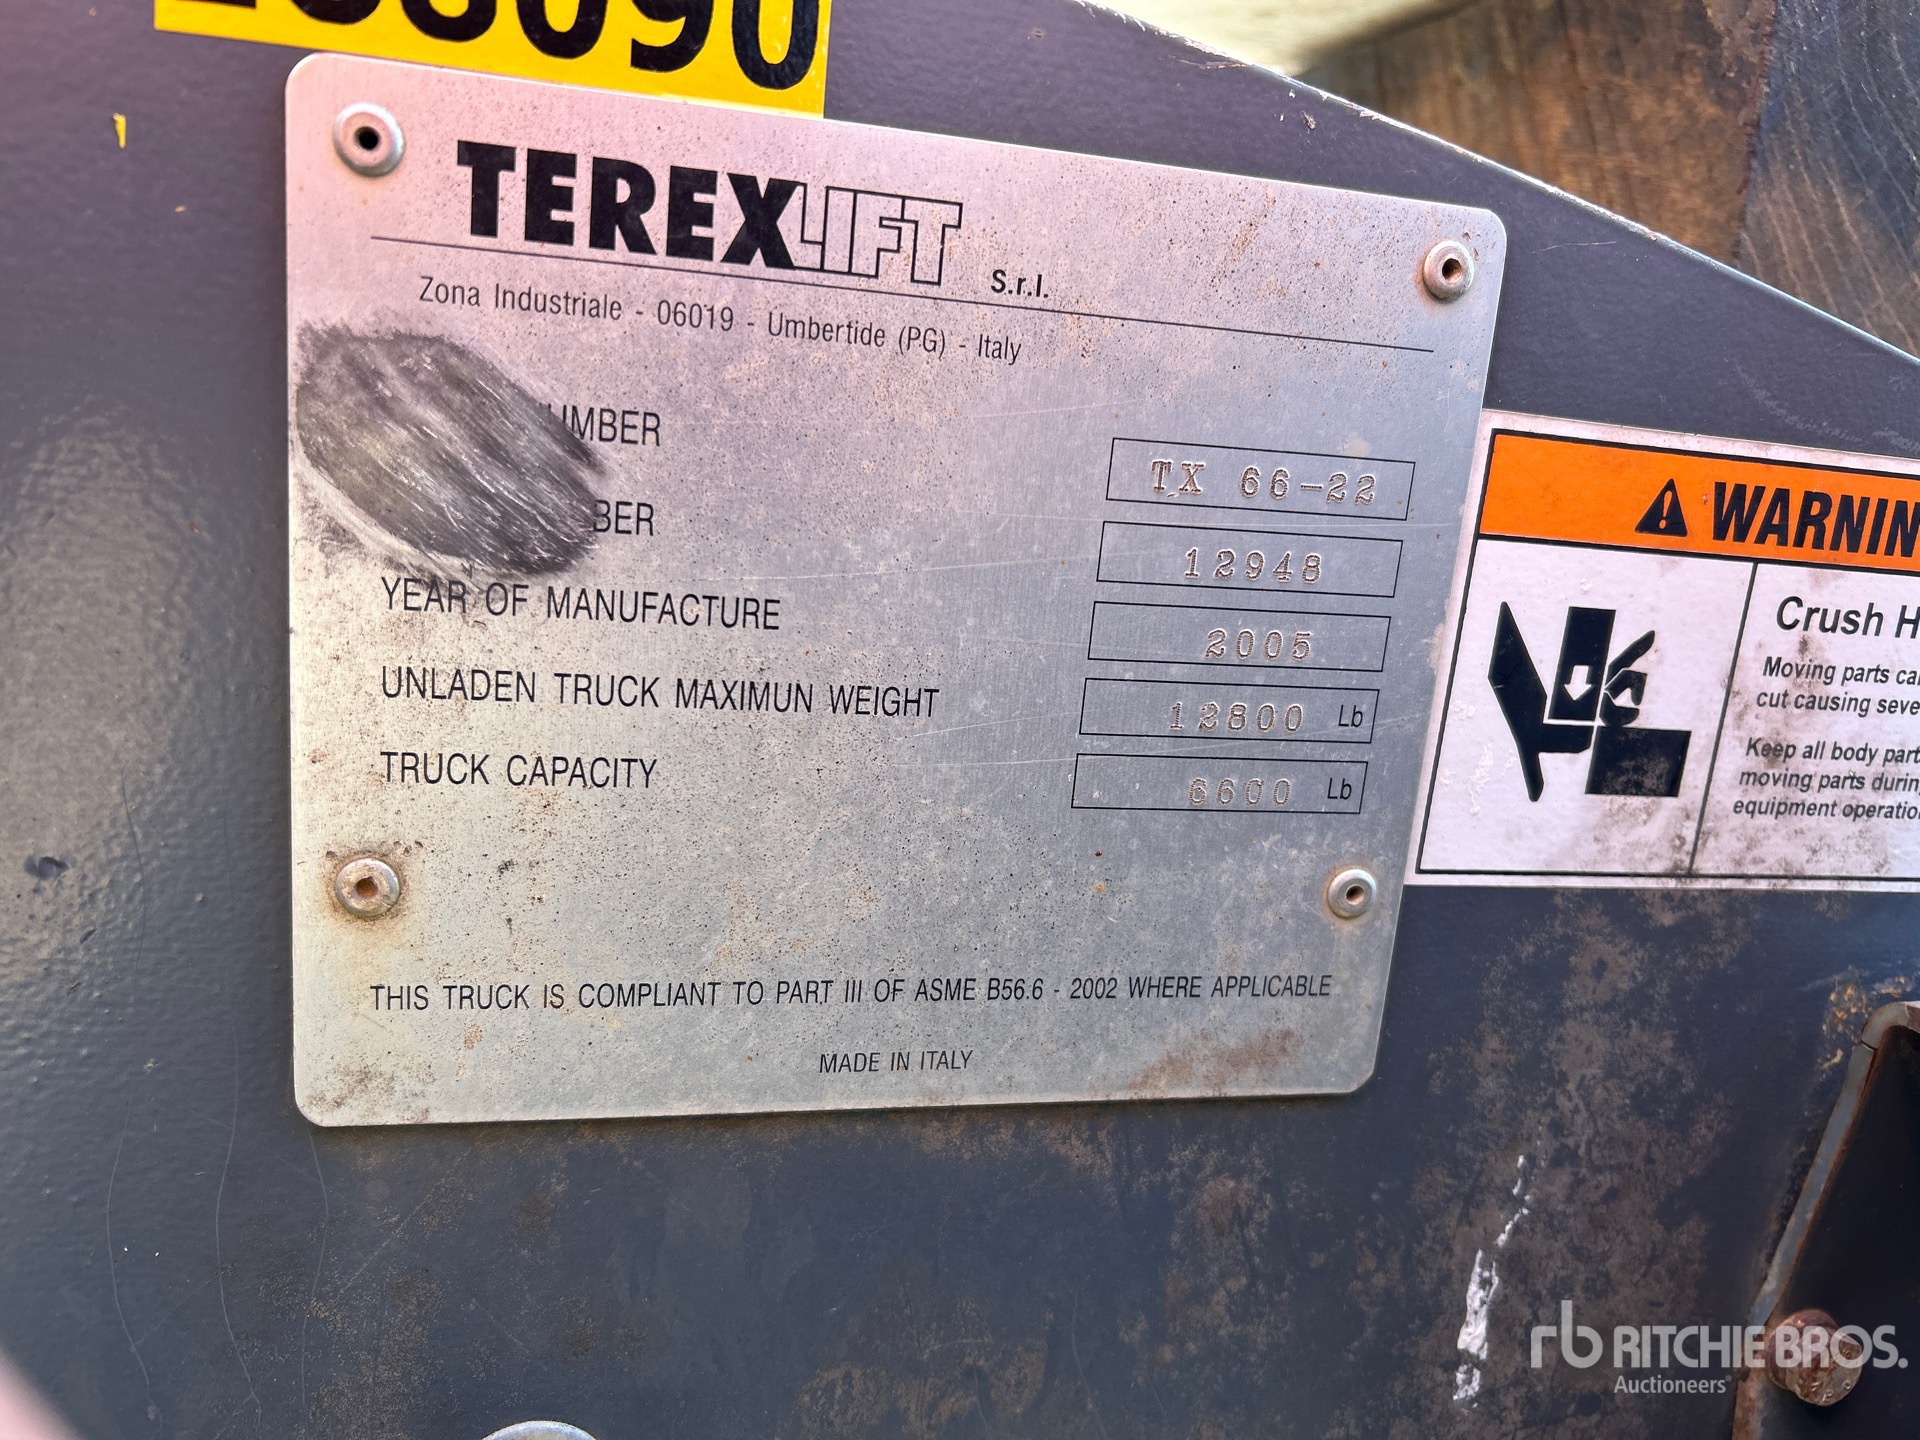 TEREXLIFT S.r.l.
Zona Industriale - 06019 - Umbertide (PG) - Italy
UMBER TX 66-22
BER 12948
YEAR OF MANUFACTURE 2005
UNLADEN TRUCK MAXIMUN WEIGHT 12800 Lb
TRUCK CAPACITY 6600 Lb
THIS TRUCK IS COMPLIANT TO PART III OF ASME B56.6 - 2002 WHERE APPLICABLE
MADE IN ITALY
WARNIN
Crush H
Moving parts ca
cut causing seve
Keep all body part
moving parts durin
equipment operatio
rb RITCHIE BROS.
Auctioneers